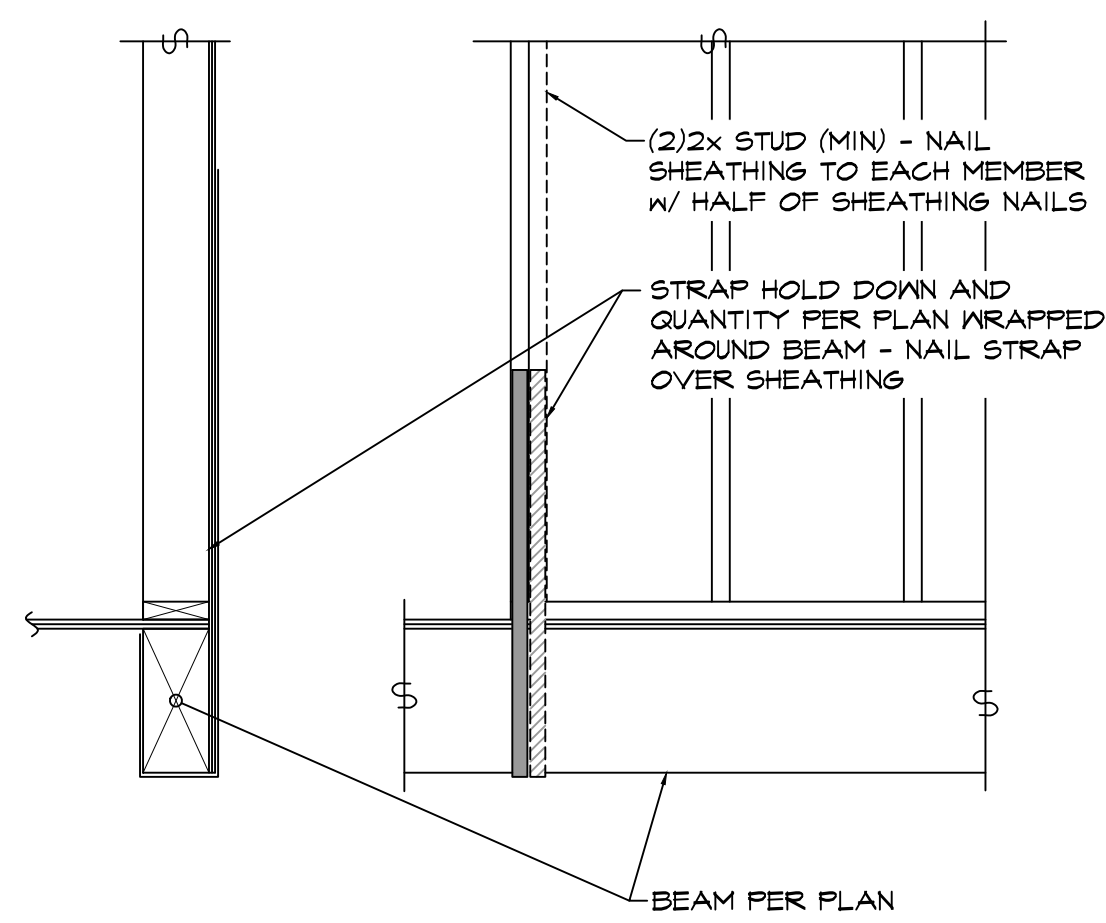 (2)2x STUD (MIN) - NAIL
SHEATHING TO EACH MEMBER
w/ HALF OF SHEATHING NAILS
STRAP HOLD DOWN AND
QUANTITY PER PLAN WRAPPED
AROUND BEAM - NAIL STRAP
OVER SHEATHING
BEAM PER PLAN